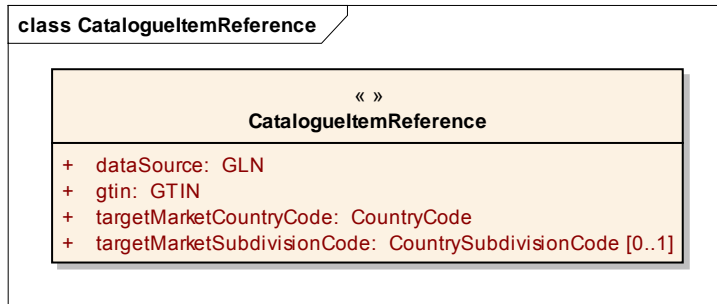 class CatalogueItemReference
« »
CatalogueItemReference
+ dataSource: GLN
+ gtin: GTIN
+ targetMarketCountryCode: CountryCode
+ targetMarketSubdivisionCode: CountrySubdivisionCode [0..1]